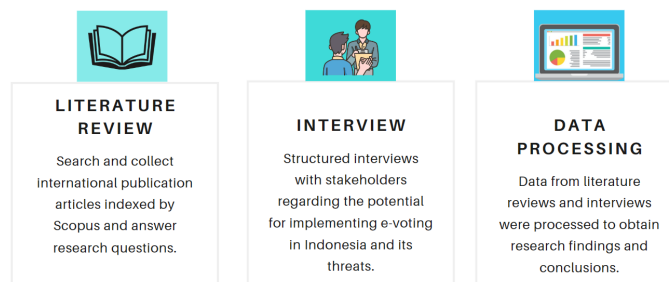 LITERATURE
REVIEW
Search and collect
international publication
articles indexed by
Scopus and answer
research questions.
INTERVIEW
Structured interviews
with stakeholders
regarding the potential
for implementing e-voting
in Indonesia and its
threats.
DATA
PROCESSING
Data from literature
reviews and interviews
were processed to obtain
research findings and
conclusions.